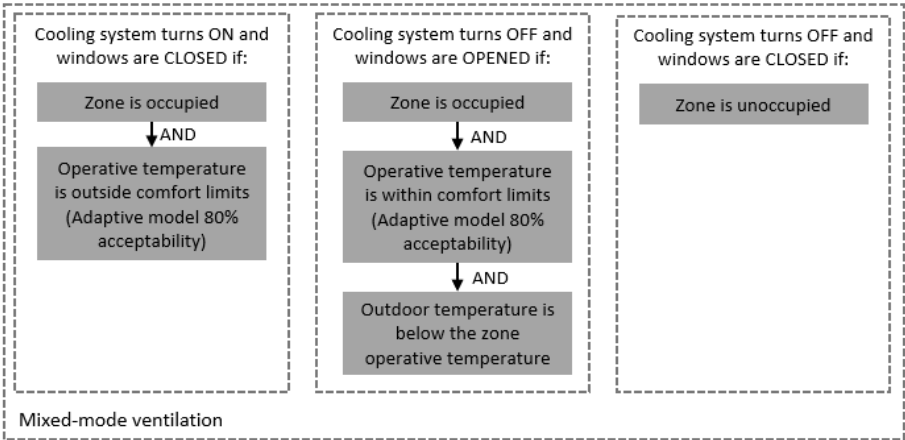 Cooling system turns ON and
windows are CLOSED if:
Zone is occupied
AND
Operative temperature
is outside comfort limits
(Adaptive model 80%
acceptability)
Cooling system turns OFF and
windows are OPENED if:
Zone is occupied
AND
Operative temperature
is within comfort limits
(Adaptive model 80%
acceptability)
AND
Outdoor temperature is
below the zone
operative temperature
Cooling system turns OFF and
windows are CLOSED if:
Zone is unoccupied
Mixed-mode ventilation